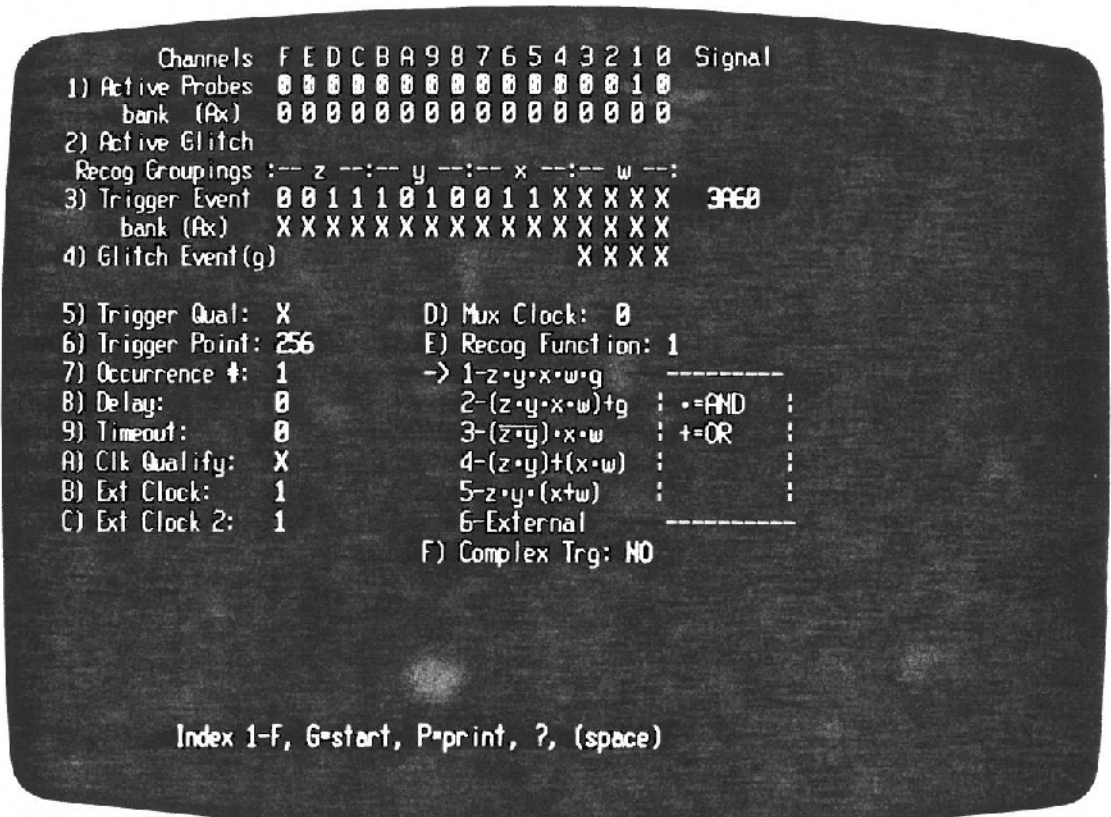 Channels F E D C B A 9 8 7 6 5 4 3 2 1 0 Signal
1) Active Probes 0 0 0 0 0 0 0 0 0 0 0 0 0 0 1 0
bank (Ax) 0 0 0 0 0 0 0 0 0 0 0 0 0 0 0 0
2) Active Glitch
Recog Groupings :-- z --:-- y --:-- x --:-- w --:
3) Trigger Event 0 0 1 1 1 0 1 0 0 1 1 X X X X X 3A60
bank (Ax) X X X X X X X X X X X X X X X X
4) Glitch Event(g) X X X X
5) Trigger Qual: X D) Mux Clock: 0
6) Trigger Point: 256 E) Recog Function: 1
7) Occurrence #: 1 -> 1-z•y•x•w•g ---------
8) Delay: 0 2-(z•y•x•w)+g ¦ •=AND ¦
9) Timeout: 0 3-(z•y)•x•w ¦ +=OR ¦
A) Clk Qualify: X 4-(z•y)+(x•w) ¦ ¦
B) Ext Clock: 1 5-z•y•(x+w) ¦ ¦
C) Ext Clock 2: 1 6-External ----------
F) Complex Trg: NO
Index 1-F, G=start, P=print, ?, (space)